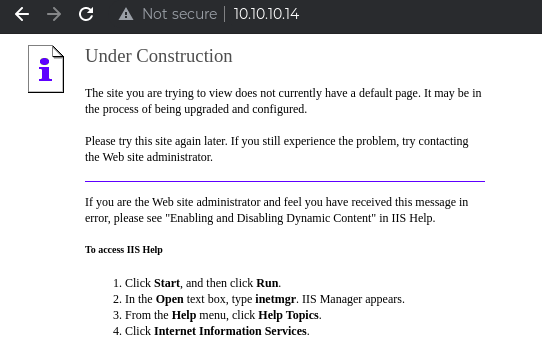 Not secure | 10.10.10.14
Under Construction
The site you are trying to view does not currently have a default page. It may be in
the process of being upgraded and configured.
Please try this site again later. If you still experience the problem, try contacting
the Web site administrator.
If you are the Web site administrator and feel you have received this message in
error, please see "Enabling and Disabling Dynamic Content" in IIS Help.
To access IIS Help
1. Click Start, and then click Run.
2. In the Open text box, type inetmgr. IIS Manager appears.
3. From the Help menu, click Help Topics.
4. Click Internet Information Services.